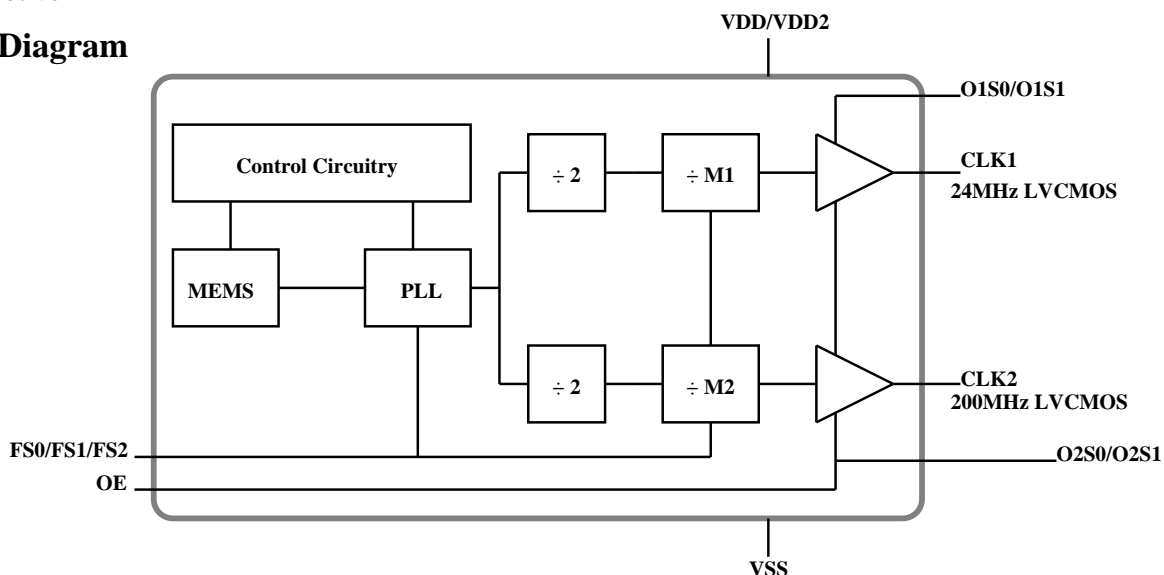 VDD/VDD2
Diagram
O1S0/O1S1
Control Circuitry
÷ 2
÷ M1
CLK1
24MHz LVCMOS
MEMS
PLL
÷ 2
÷ M2
CLK2
200MHz LVCMOS
FS0/FS1/FS2
O2S0/O2S1
OE
VSS